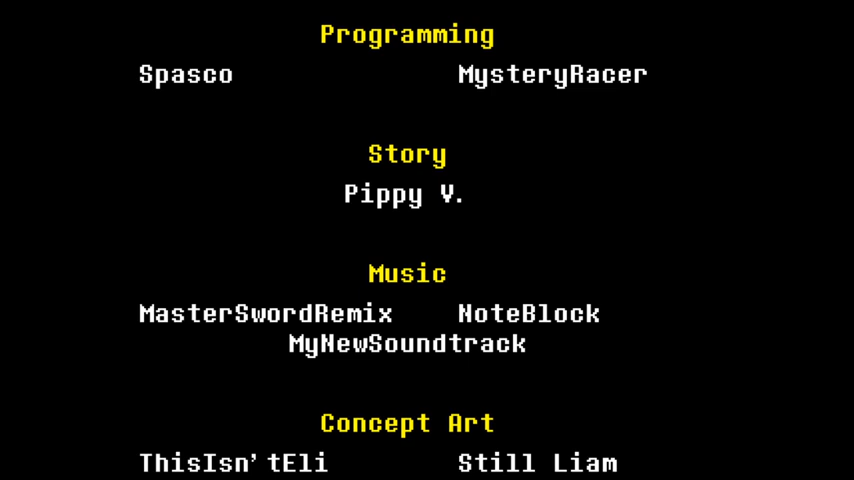 Programming
Spasco MysteryRacer
Story
Pippy V.
Music
MasterSwordRemix NoteBlock
MyNewSoundtrack
Concept Art
ThisIsn'tEli Still Liam